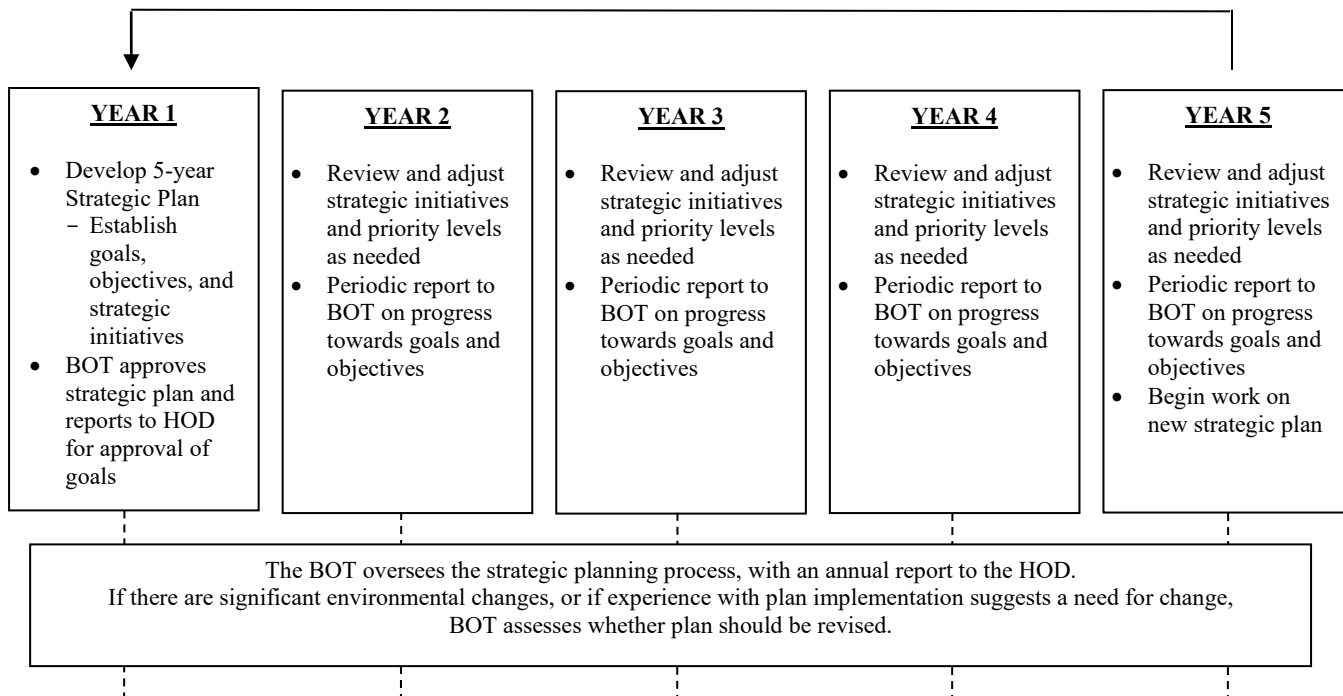 YEAR 1
• Develop 5-year
Strategic Plan
− Establish
goals,
objectives, and
strategic
initiatives
• BOT approves
strategic plan and
reports to HOD
for approval of
goals
YEAR 2
• Review and adjust
strategic initiatives
and priority levels
as needed
• Periodic report to
BOT on progress
towards goals and
objectives
YEAR 3
• Review and adjust
strategic initiatives
and priority levels
as needed
• Periodic report to
BOT on progress
towards goals and
objectives
YEAR 4
• Review and adjust
strategic initiatives
and priority levels
as needed
• Periodic report to
BOT on progress
towards goals and
objectives
YEAR 5
• Review and adjust
strategic initiatives
and priority levels
as needed
• Periodic report to
BOT on progress
towards goals and
objectives
• Begin work on
new strategic plan
The BOT oversees the strategic planning process, with an annual report to the HOD.
If there are significant environmental changes, or if experience with plan implementation suggests a need for change,
BOT assesses whether plan should be revised.